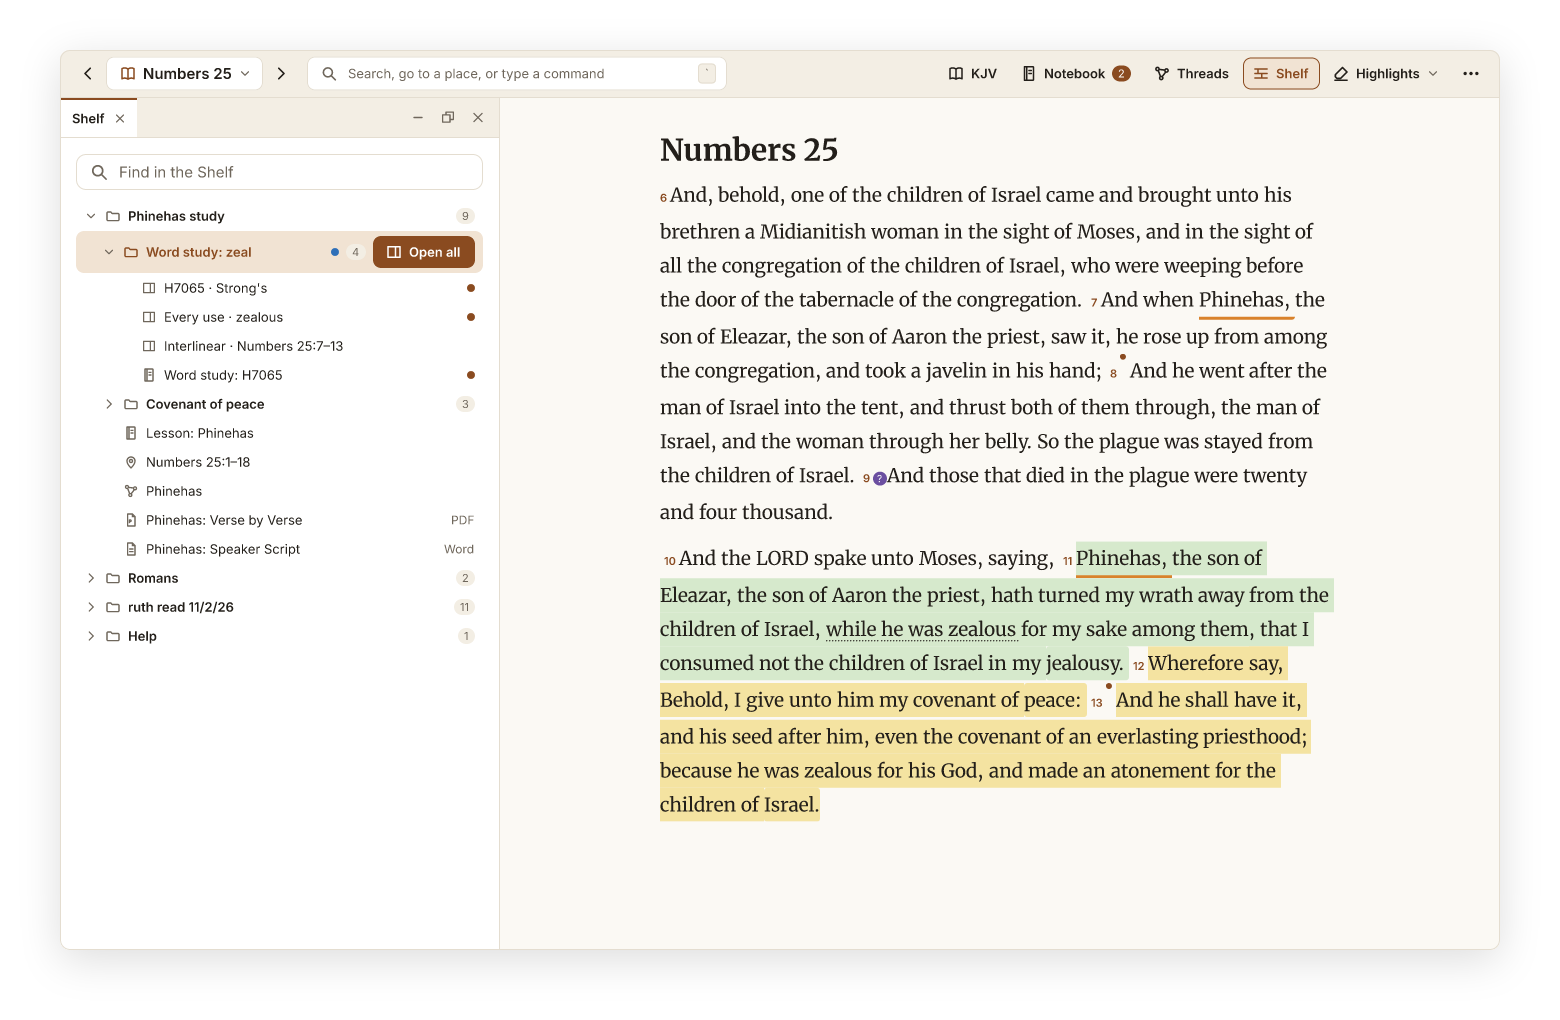 Numbers 25
Search, go to a place, or type a command
`
KJV
Notebook 2
Threads
Shelf
Highlights
Shelf
Find in the Shelf
Phinehas study 9
Word study: zeal 4 Open all
H7065 · Strong's
Every use · zealous
Interlinear · Numbers 25:7–13
Word study: H7065
Covenant of peace 3
Lesson: Phinehas
Numbers 25:1–18
Phinehas
Phinehas: Verse by Verse PDF
Phinehas: Speaker Script Word
Romans 2
ruth read 11/2/26 11
Help 1
Numbers 25
6 And, behold, one of the children of Israel came and brought unto his
brethren a Midianitish woman in the sight of Moses, and in the sight of
all the congregation of the children of Israel, who were weeping before
the door of the tabernacle of the congregation. 7 And when Phinehas, the
son of Eleazar, the son of Aaron the priest, saw it, he rose up from among
the congregation, and took a javelin in his hand; 8 And he went after the
man of Israel into the tent, and thrust both of them through, the man of
Israel, and the woman through her belly. So the plague was stayed from
the children of Israel. 9 ? And those that died in the plague were twenty
and four thousand.
10 And the LORD spake unto Moses, saying, 11 Phinehas, the son of
Eleazar, the son of Aaron the priest, hath turned my wrath away from the
children of Israel, while he was zealous for my sake among them, that I
consumed not the children of Israel in my jealousy. 12 Wherefore say,
Behold, I give unto him my covenant of peace: 13 And he shall have it,
and his seed after him, even the covenant of an everlasting priesthood;
because he was zealous for his God, and made an atonement for the
children of Israel.